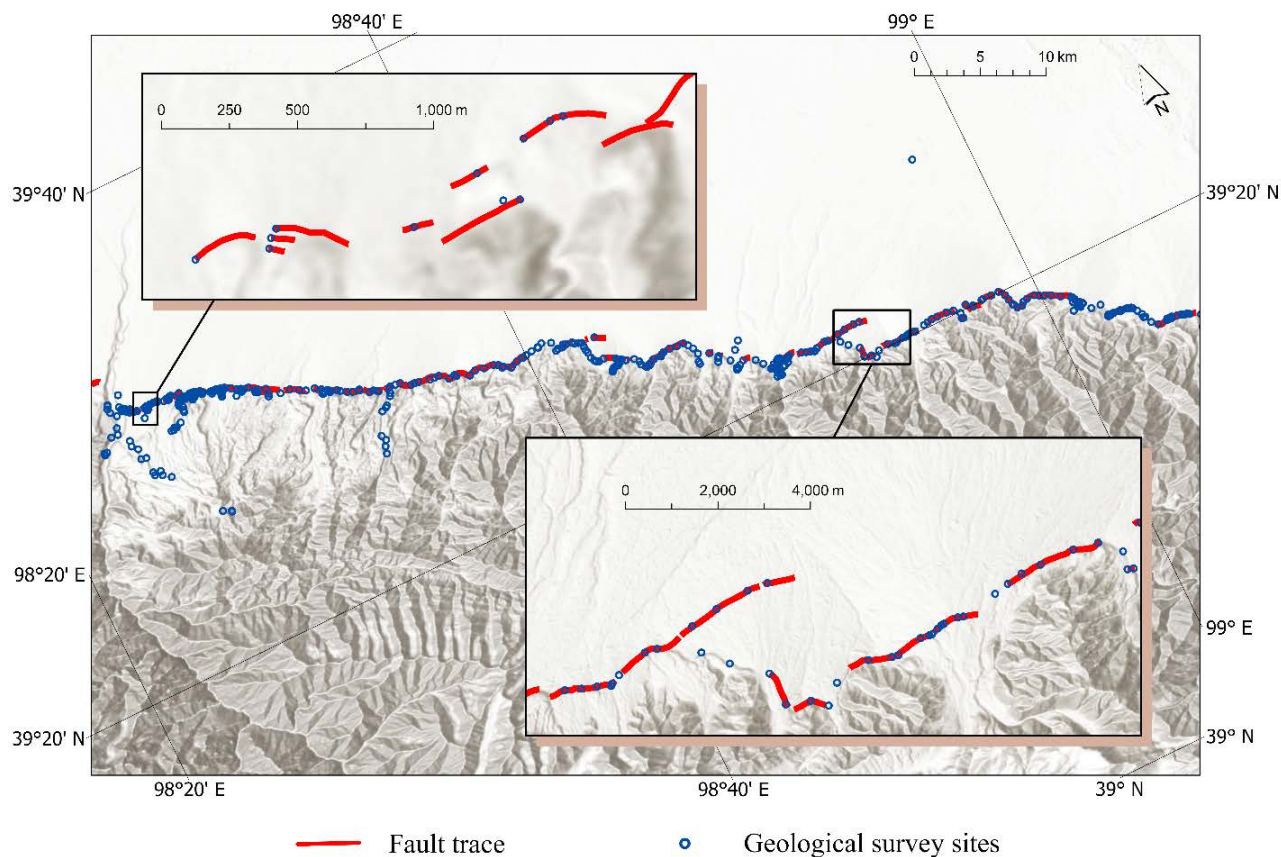 98°40' E
99° E
0 5 10 km
N
0 250 500 1,000 m
39°40' N
39°20' N
0 2,000 4,000 m
98°20' E
99° E
39°20' N
39° N
98°20' E
98°40' E
39° N
Fault trace
Geological survey sites